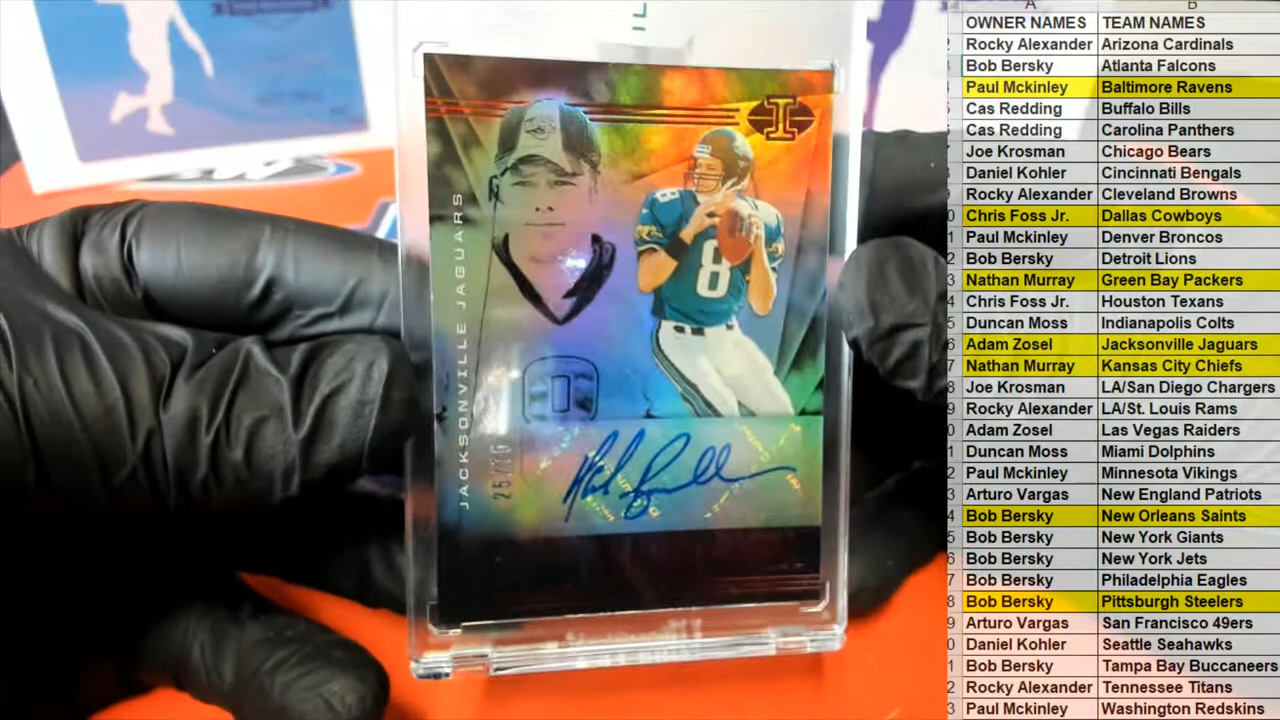 JACKSONVILLE JAGUARS
I
8
8
25/75
A
B
OWNER NAMES TEAM NAMES
Rocky Alexander Arizona Cardinals
Bob Bersky Atlanta Falcons
Paul Mckinley Baltimore Ravens
Cas Redding Buffalo Bills
Cas Redding Carolina Panthers
Joe Krosman Chicago Bears
Daniel Kohler Cincinnati Bengals
Rocky Alexander Cleveland Browns
Chris Foss Jr. Dallas Cowboys
Paul Mckinley Denver Broncos
Bob Bersky Detroit Lions
Nathan Murray Green Bay Packers
Chris Foss Jr. Houston Texans
Duncan Moss Indianapolis Colts
Adam Zosel Jacksonville Jaguars
Nathan Murray Kansas City Chiefs
Joe Krosman LA/San Diego Chargers
Rocky Alexander LA/St. Louis Rams
Adam Zosel Las Vegas Raiders
Duncan Moss Miami Dolphins
Paul Mckinley Minnesota Vikings
Arturo Vargas New England Patriots
Bob Bersky New Orleans Saints
Bob Bersky New York Giants
Bob Bersky New York Jets
Bob Bersky Philadelphia Eagles
Bob Bersky Pittsburgh Steelers
Arturo Vargas San Francisco 49ers
Daniel Kohler Seattle Seahawks
Bob Bersky Tampa Bay Buccaneers
Rocky Alexander Tennessee Titans
Paul Mckinley Washington Redskins